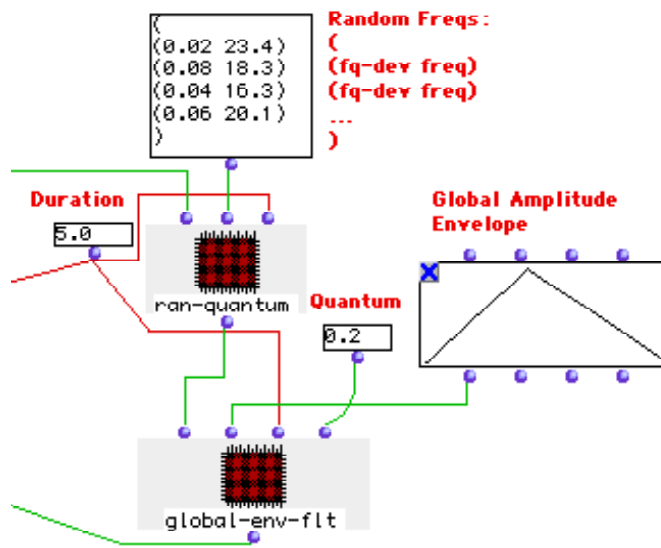 (
(0.02 23.4)
(0.08 18.3)
(0.04 16.3)
(0.06 20.1)
)
Random Freqs:
(
(fq-dev freq)
(fq-dev freq)
...
)
Duration
5.0
ran-quantum
Quantum
0.2
Global Amplitude
Envelope
global-env-flt